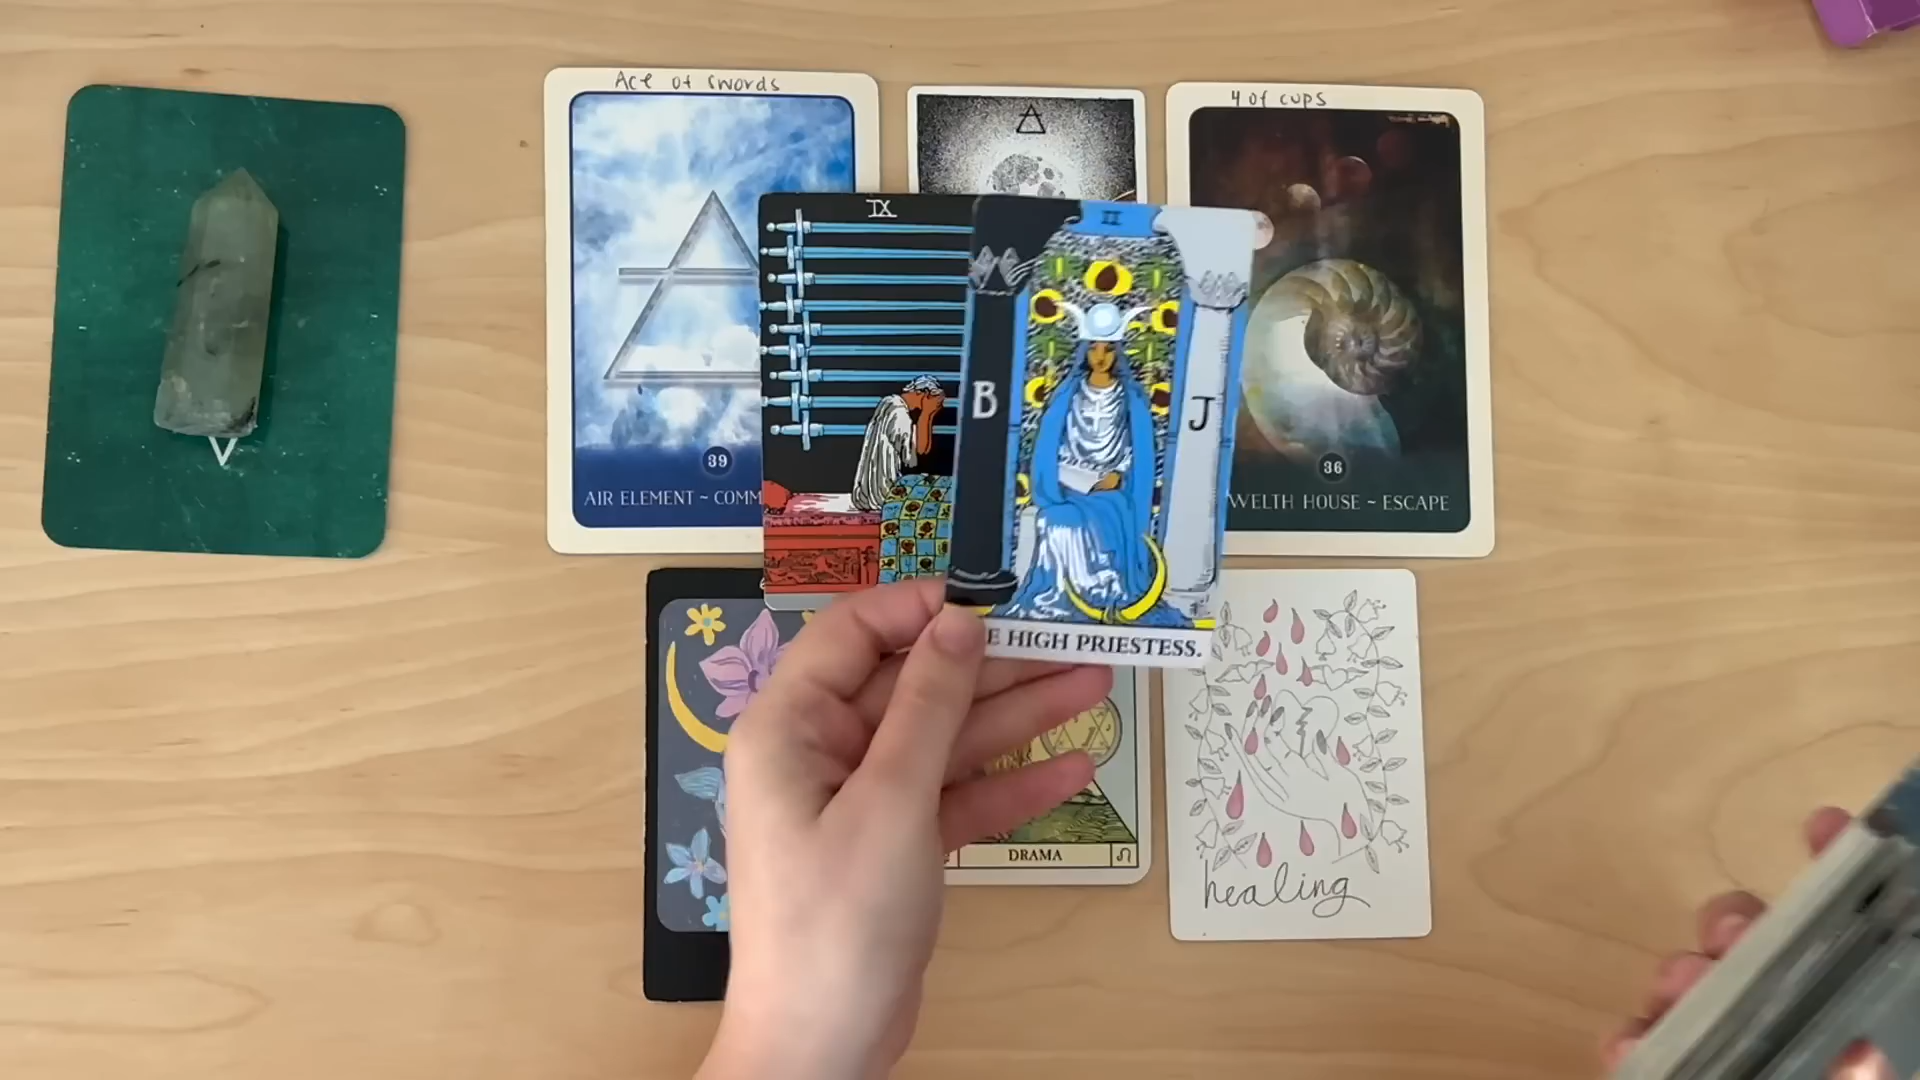 Ace of Swords
4 of cups
IX
II
B
J
39
36
AIR ELEMENT ~ COMM
WELTH HOUSE ~ ESCAPE
E HIGH PRIESTESS.
DRAMA
healing